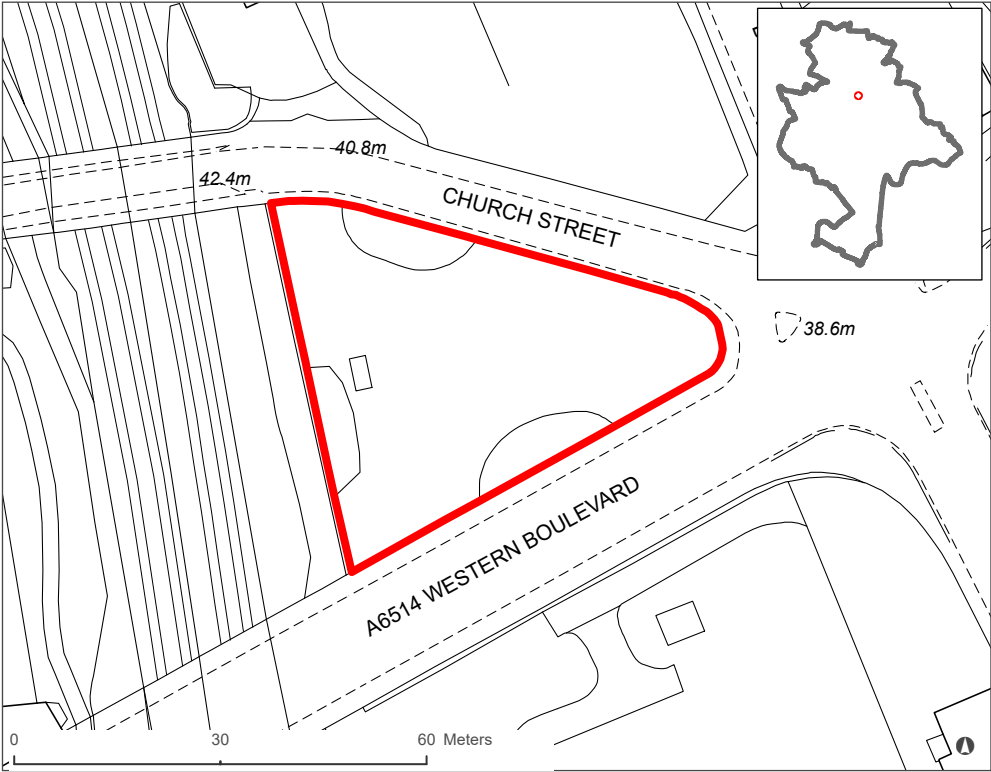 40.8m
42.4m
CHURCH STREET
38.6m
A6514 WESTERN BOULEVARD
0 30 60 Meters